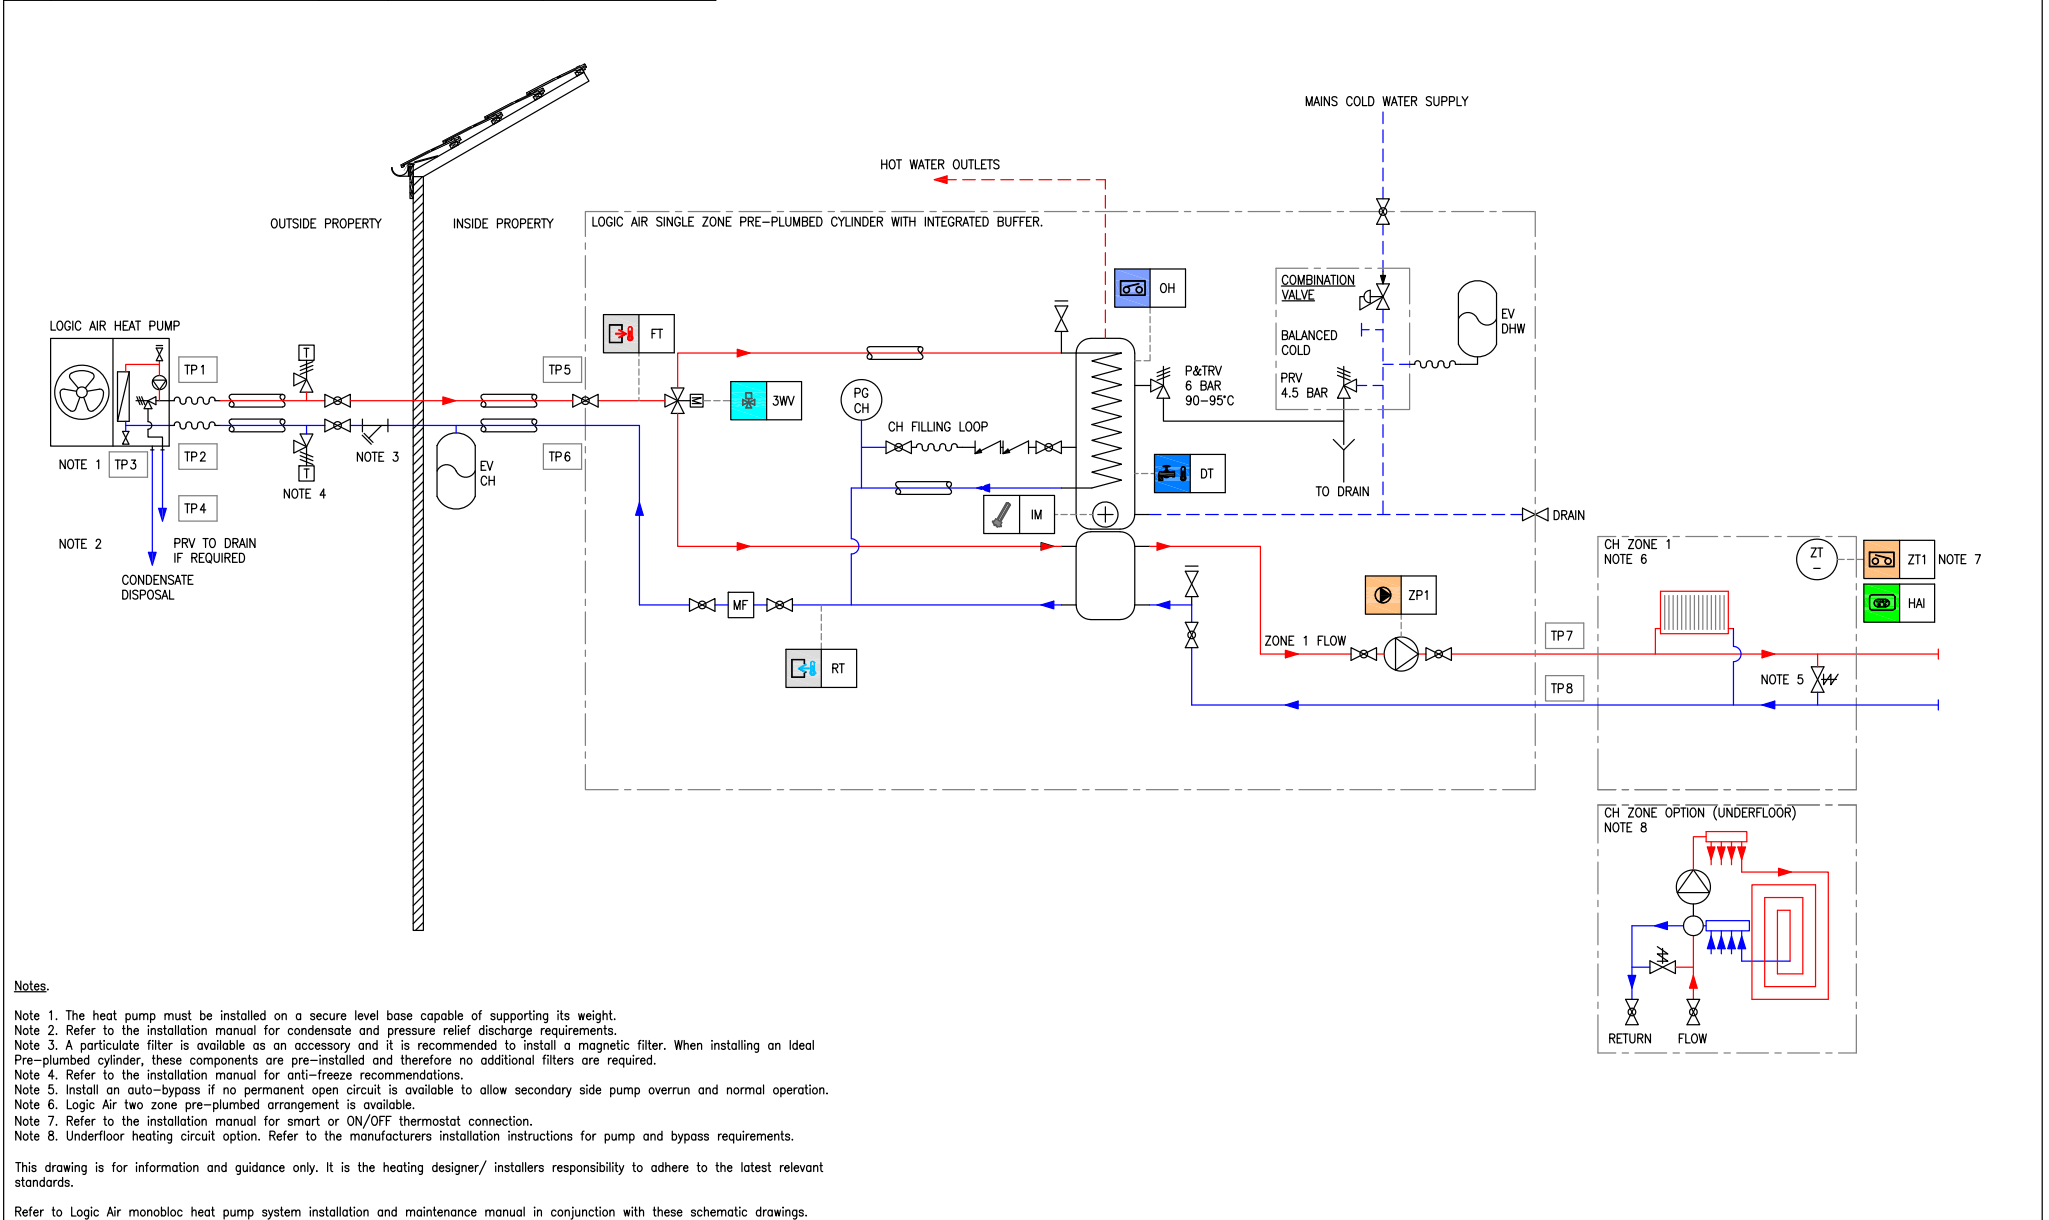 MAINS COLD WATER SUPPLY
HOT WATER OUTLETS
OUTSIDE PROPERTY
INSIDE PROPERTY
LOGIC AIR SINGLE ZONE PRE-PLUMBED CYLINDER WITH INTEGRATED BUFFER.
COMBINATION
VALVE
OH
EV
DHW
LOGIC AIR HEAT PUMP
FT
BALANCED
COLD
TP1
TP5
P&TRV
6 BAR
90-95°C
PRV
4.5 BAR
T
M
3WV
PG
CH
CH FILLING LOOP
NOTE 1
TP3
TP2
NOTE 3
TP6
EV
CH
T
NOTE 4
DT
TO DRAIN
TP4
IM
DRAIN
NOTE 2
PRV TO DRAIN
IF REQUIRED
CONDENSATE
DISPOSAL
CH ZONE 1
NOTE 6
ZT
–
ZT1
NOTE 7
HAI
MF
ZP1
ZONE 1 FLOW
TP7
RT
NOTE 5
TP8
CH ZONE OPTION (UNDERFLOOR)
NOTE 8
RETURN
FLOW
Notes.
Note 1. The heat pump must be installed on a secure level base capable of supporting its weight.
Note 2. Refer to the installation manual for condensate and pressure relief discharge requirements.
Note 3. A particulate filter is available as an accessory and it is recommended to install a magnetic filter. When installing an Ideal
Pre-plumbed cylinder, these components are pre-installed and therefore no additional filters are required.
Note 4. Refer to the installation manual for anti-freeze recommendations.
Note 5. Install an auto-bypass if no permanent open circuit is available to allow secondary side pump overrun and normal operation.
Note 6. Logic Air two zone pre-plumbed arrangement is available.
Note 7. Refer to the installation manual for smart or ON/OFF thermostat connection.
Note 8. Underfloor heating circuit option. Refer to the manufacturers installation instructions for pump and bypass requirements.
This drawing is for information and guidance only. It is the heating designer/ installers responsibility to adhere to the latest relevant
standards.
Refer to Logic Air monobloc heat pump system installation and maintenance manual in conjunction with these schematic drawings.